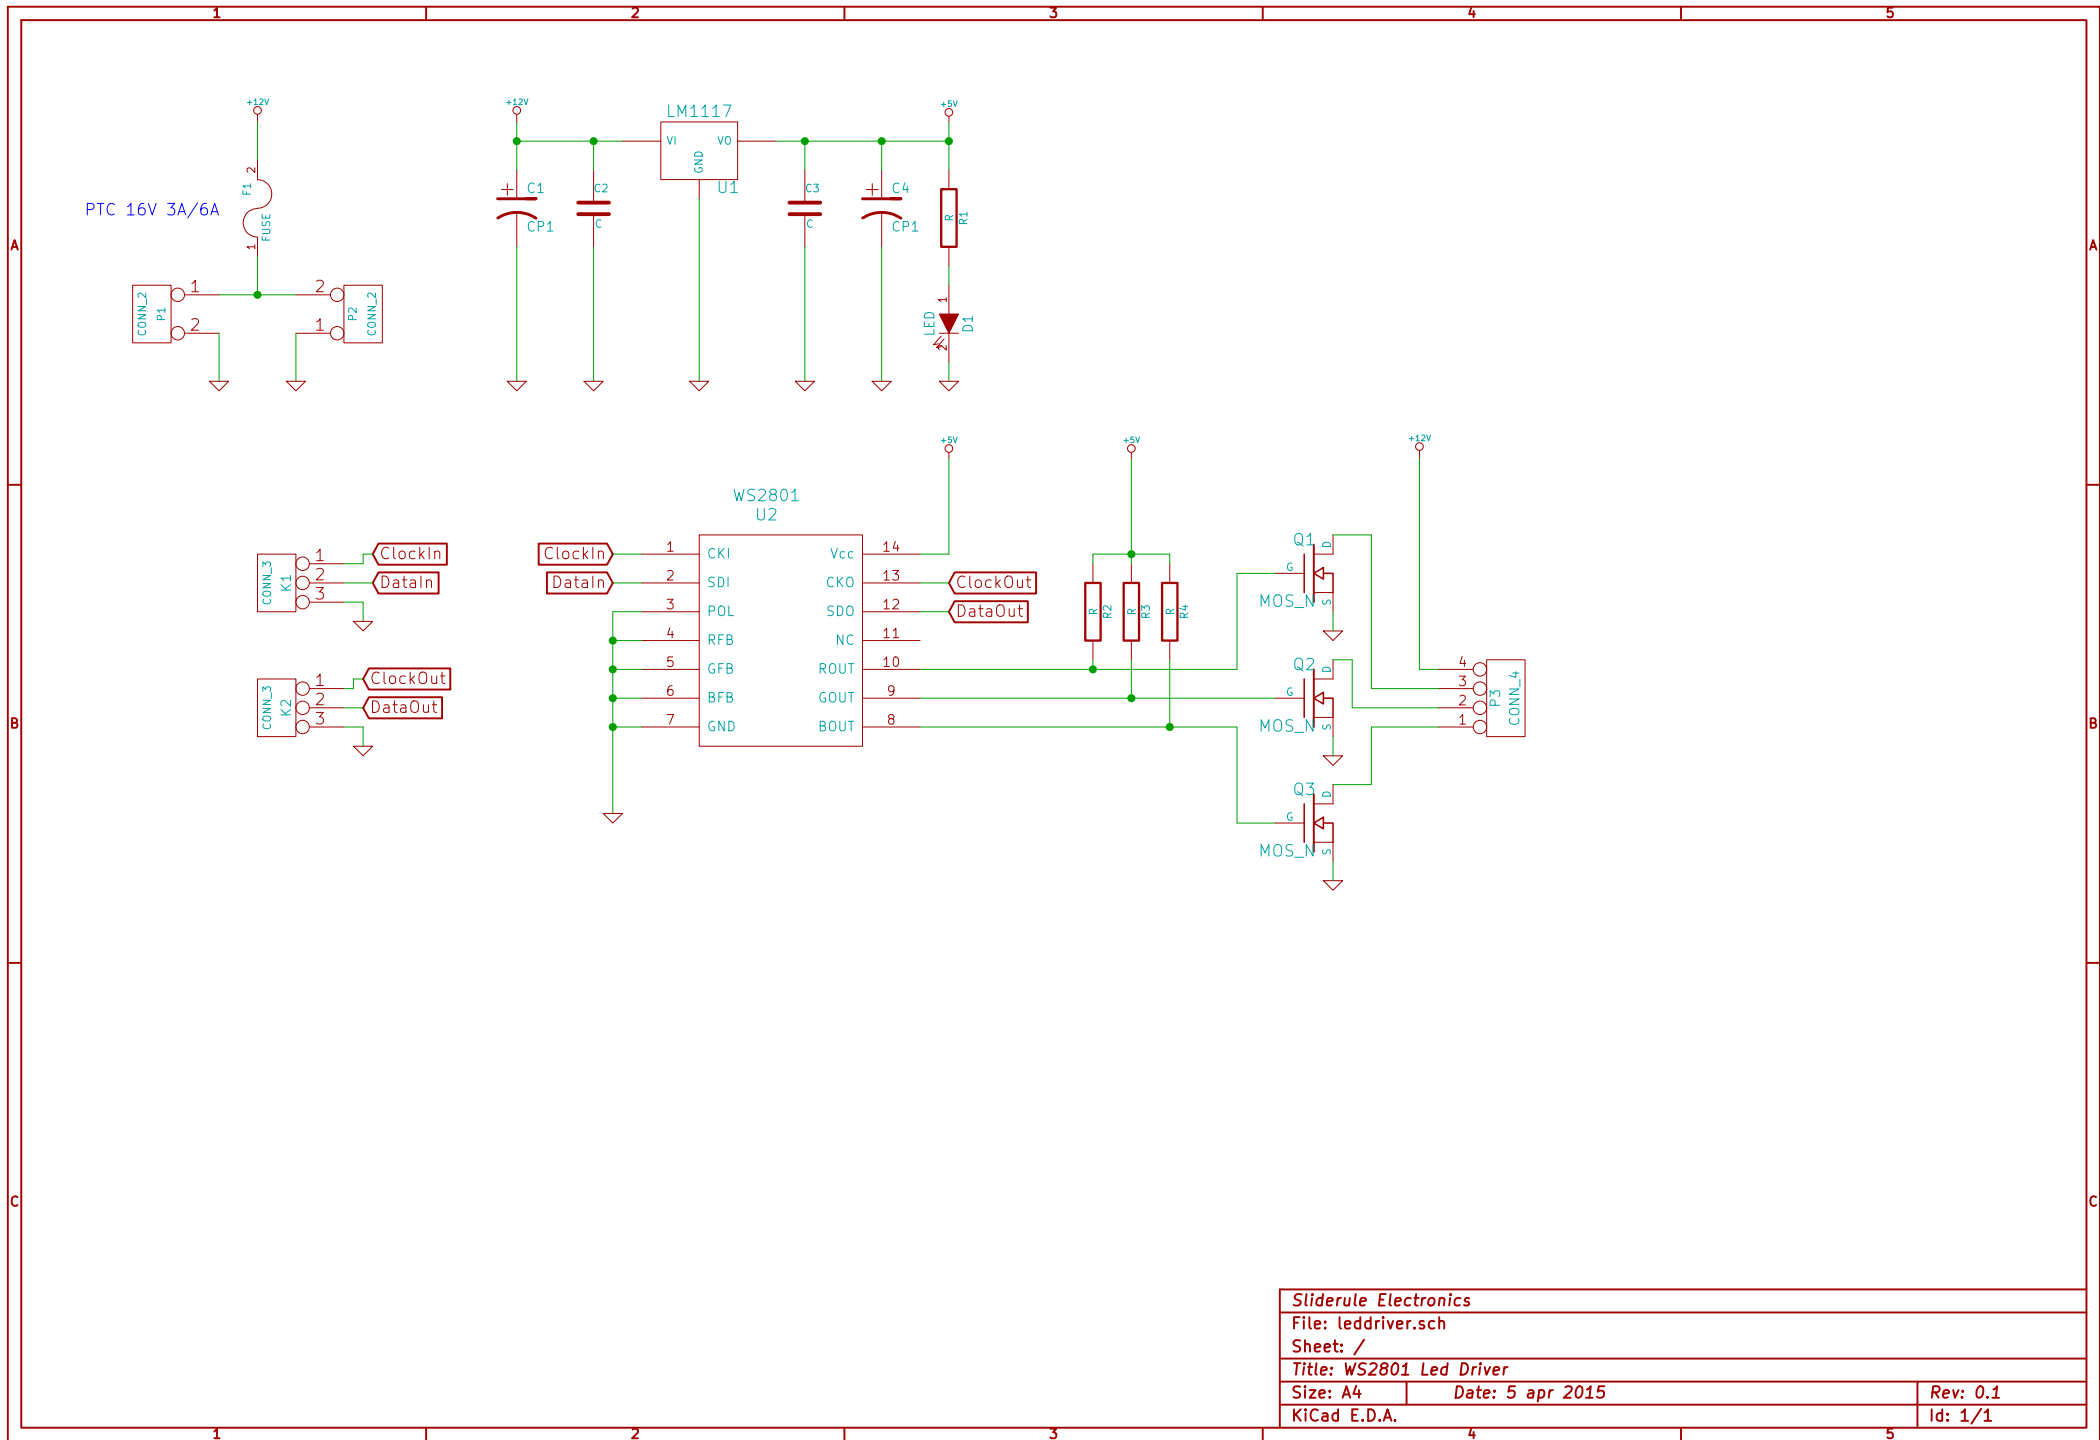 1 2 3 4 5
+12V
+12V
LM1117
+5V
VI VO
GND
U1
2
F1
FUSE
1
PTC 16V 3A/6A
C1
CP1
C2
C
C3
C
C4
CP1
R
R1
A A
CONN_2
P1
1
2
2
1
P2
CONN_2
1
LED
D1
2
+5V
+5V
+12V
WS2801
U2
CONN_3
K1
1 ClockIn
2 DataIn
3
ClockIn 1 CKI Vcc 14
DataIn 2 SDI CKO 13 ClockOut
3 POL SDO 12 DataOut
4 RFB NC 11
5 GFB ROUT 10
6 BFB GOUT 9
7 GND BOUT 8
R
R2
R
R3
R
R4
Q1
D
G
S
MOS_N
Q2
D
G
S
MOS_N
Q3
D
G
S
MOS_N
4
3
2
1
P3
CONN_4
CONN_3
K2
1 ClockOut
2 DataOut
3
B B
C C
Sliderule Electronics
File: leddriver.sch
Sheet: /
Title: WS2801 Led Driver
Size: A4 Date: 5 apr 2015 Rev: 0.1
KiCad E.D.A. Id: 1/1
1 2 3 4 5